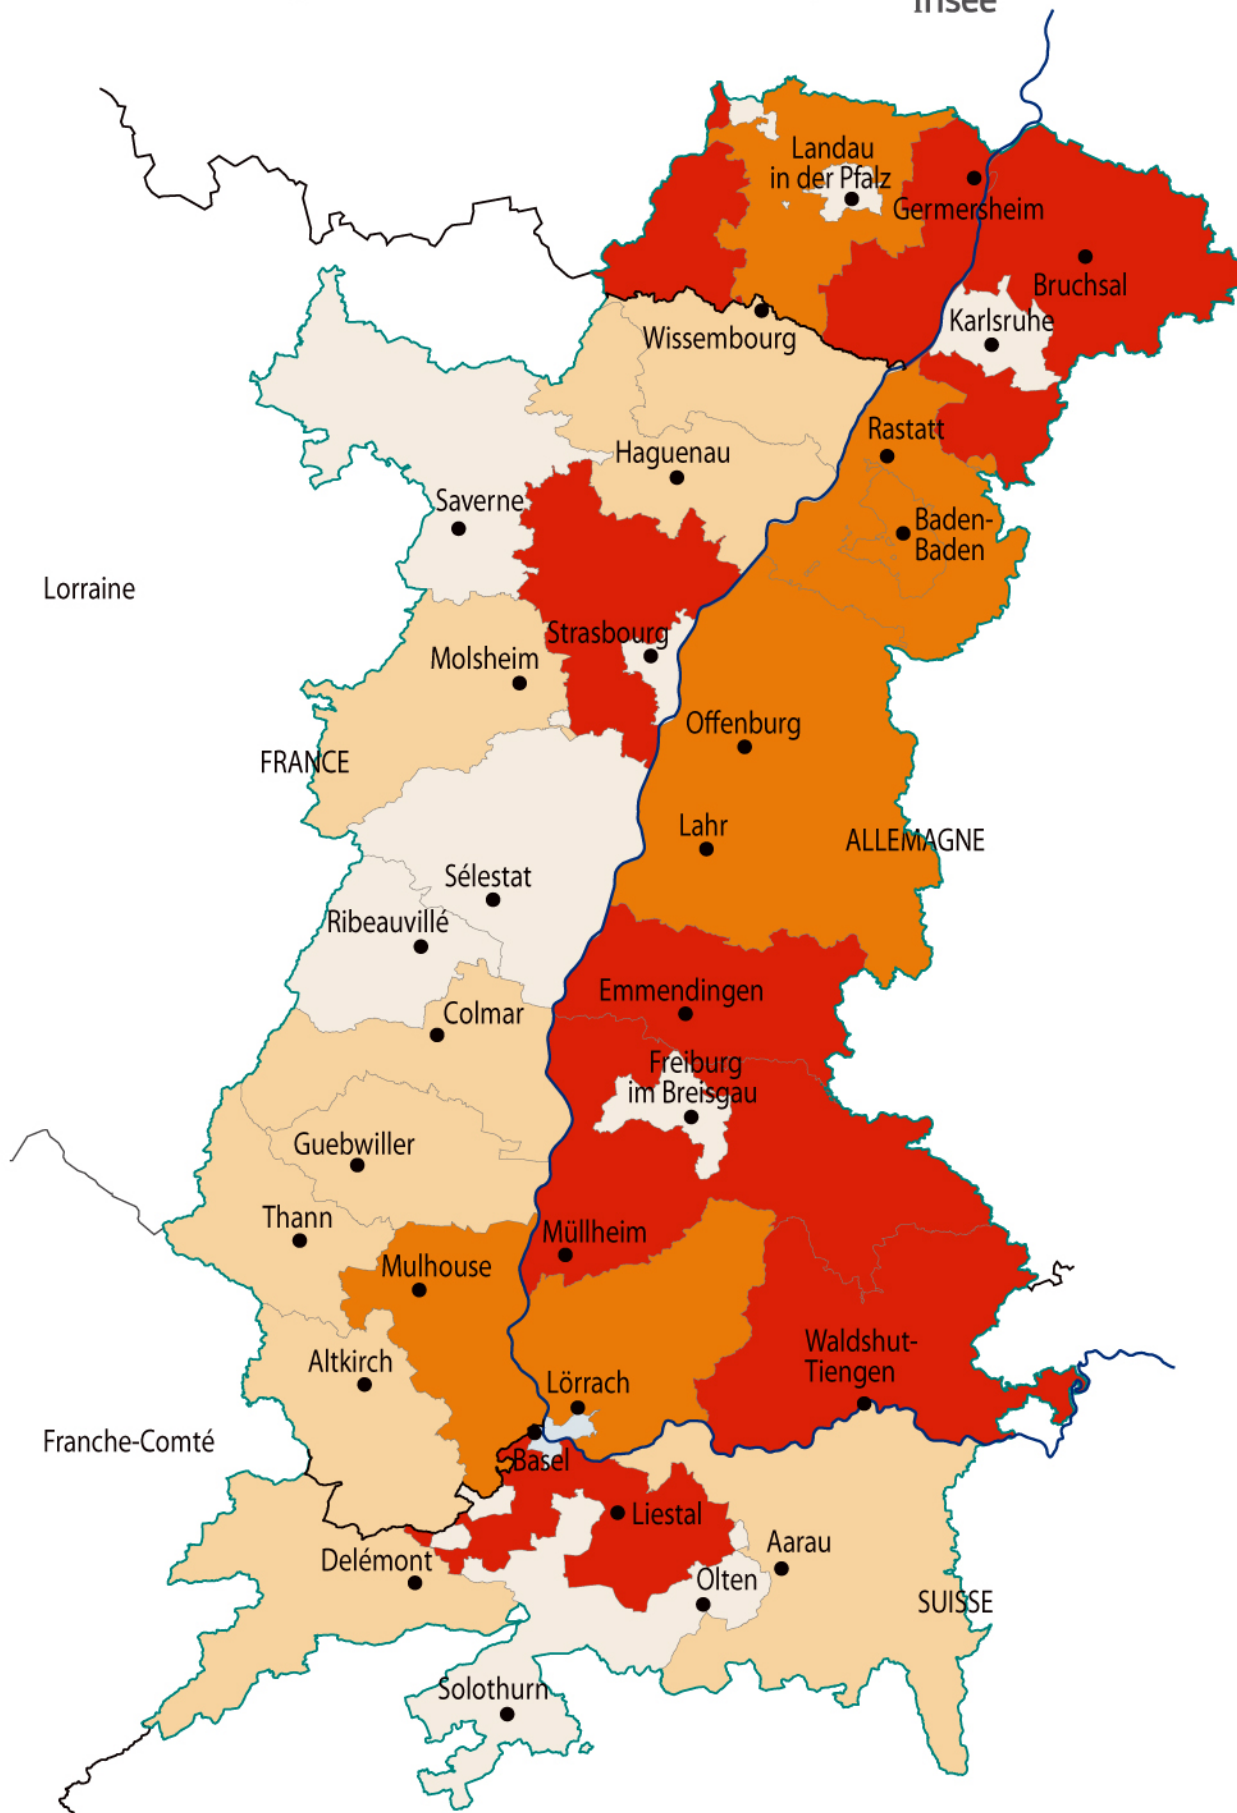 Insee
Landau
in der Pfalz
Germersheim
Bruchsal
Karlsruhe
Wissembourg
Rastatt
Haguenau
Saverne
Baden-
Baden
Lorraine
Strasbourg
Molsheim
Offenburg
FRANCE
Lahr
ALLEMAGNE
Sélestat
Ribeauvillé
Emmendingen
Colmar
Freiburg
im Breisgau
Guebwiller
Thann
Müllheim
Mulhouse
Waldshut-
Tiengen
Altkirch
Lörrach
Franche-Comté
Basel
Liestal
Aarau
Delémont
Olten
SUISSE
Solothurn